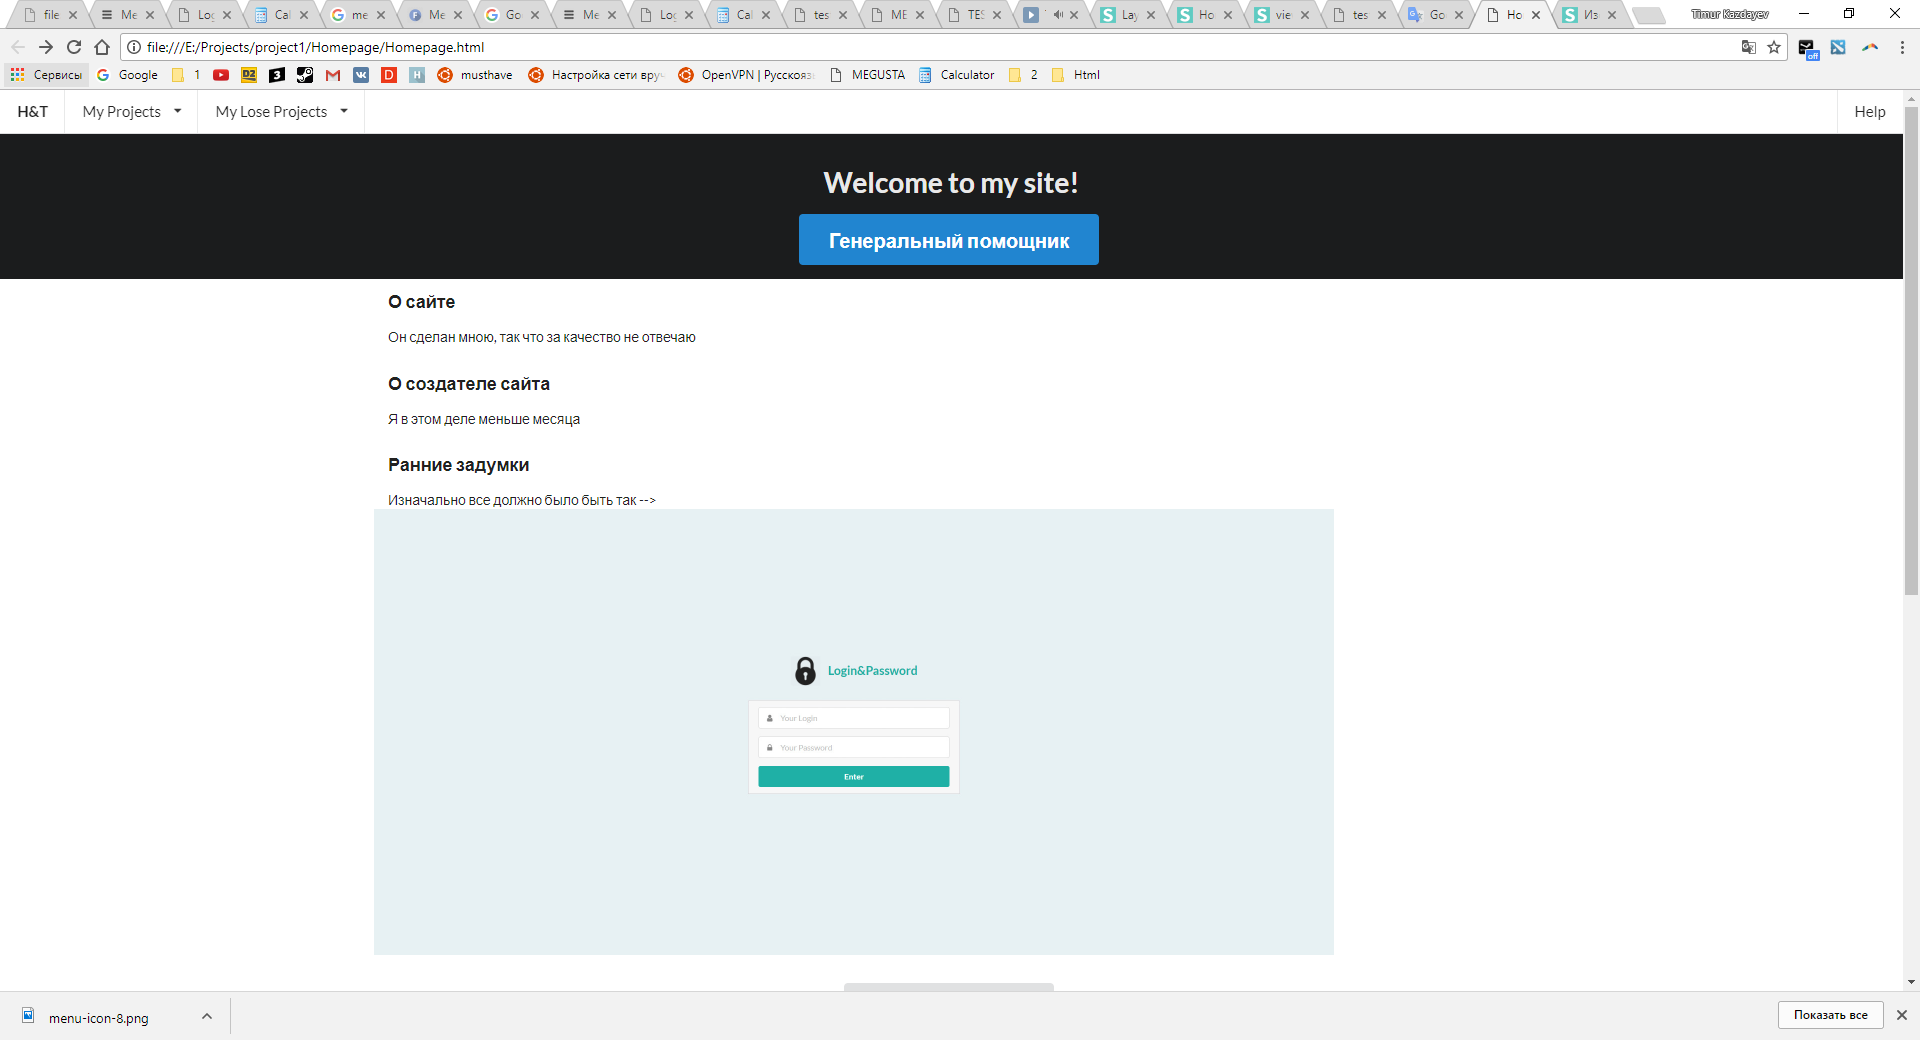 file Me Log Cal me Me Go Me Log Cal tes ME TES Lay Ho vie tes Go Ho Из Timur Kazdayev
file:///E:/Projects/project1/Homepage/Homepage.html
off
Сервисы Google 1 musthave Настройка сети вруч OpenVPN | Русскояз MEGUSTA Calculator 2 Html
H&T My Projects My Lose Projects Help
Welcome to my site!
Генеральный помощник
О сайте
Он сделан мною, так что за качество не отвечаю
О создателе сайта
Я в этом деле меньше месяца
Ранние задумки
Изначально все должно было быть так -->
Login&Password
Your Login
Your Password
Enter
menu-icon-8.png Показать все